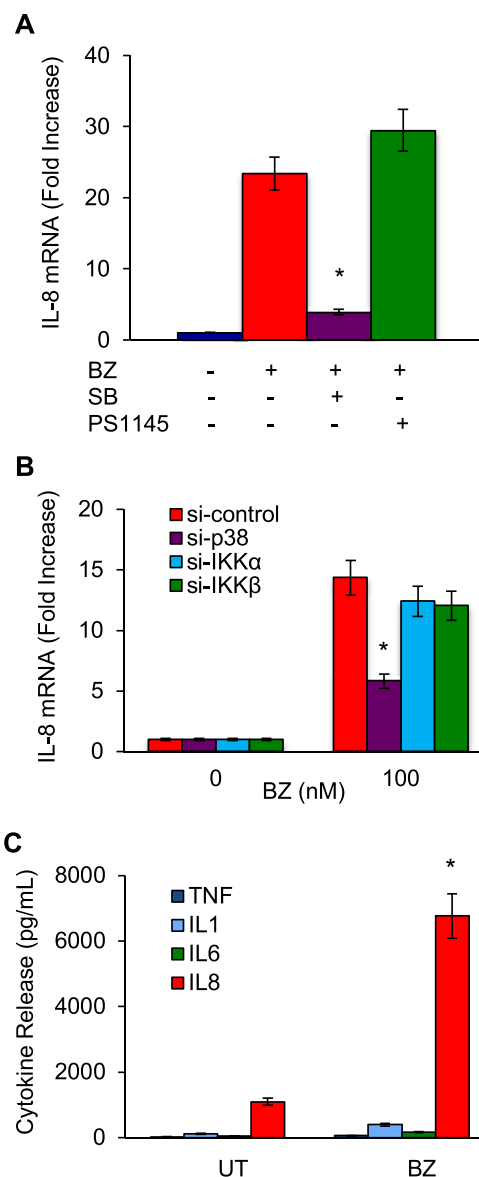 A
IL-8 mRNA (Fold Increase)
40
30
20
10
0
*
BZ - + + +
SB - - + -
PS1145 - - - +
B
IL-8 mRNA (Fold Increase)
20
15
10
5
0
si-control
si-p38
si-IKKα
si-IKKβ
*
0 100
BZ (nM)
C
Cytokine Release (pg/mL)
8000
6000
4000
2000
0
TNF
IL1
IL6
IL8
*
UT BZ